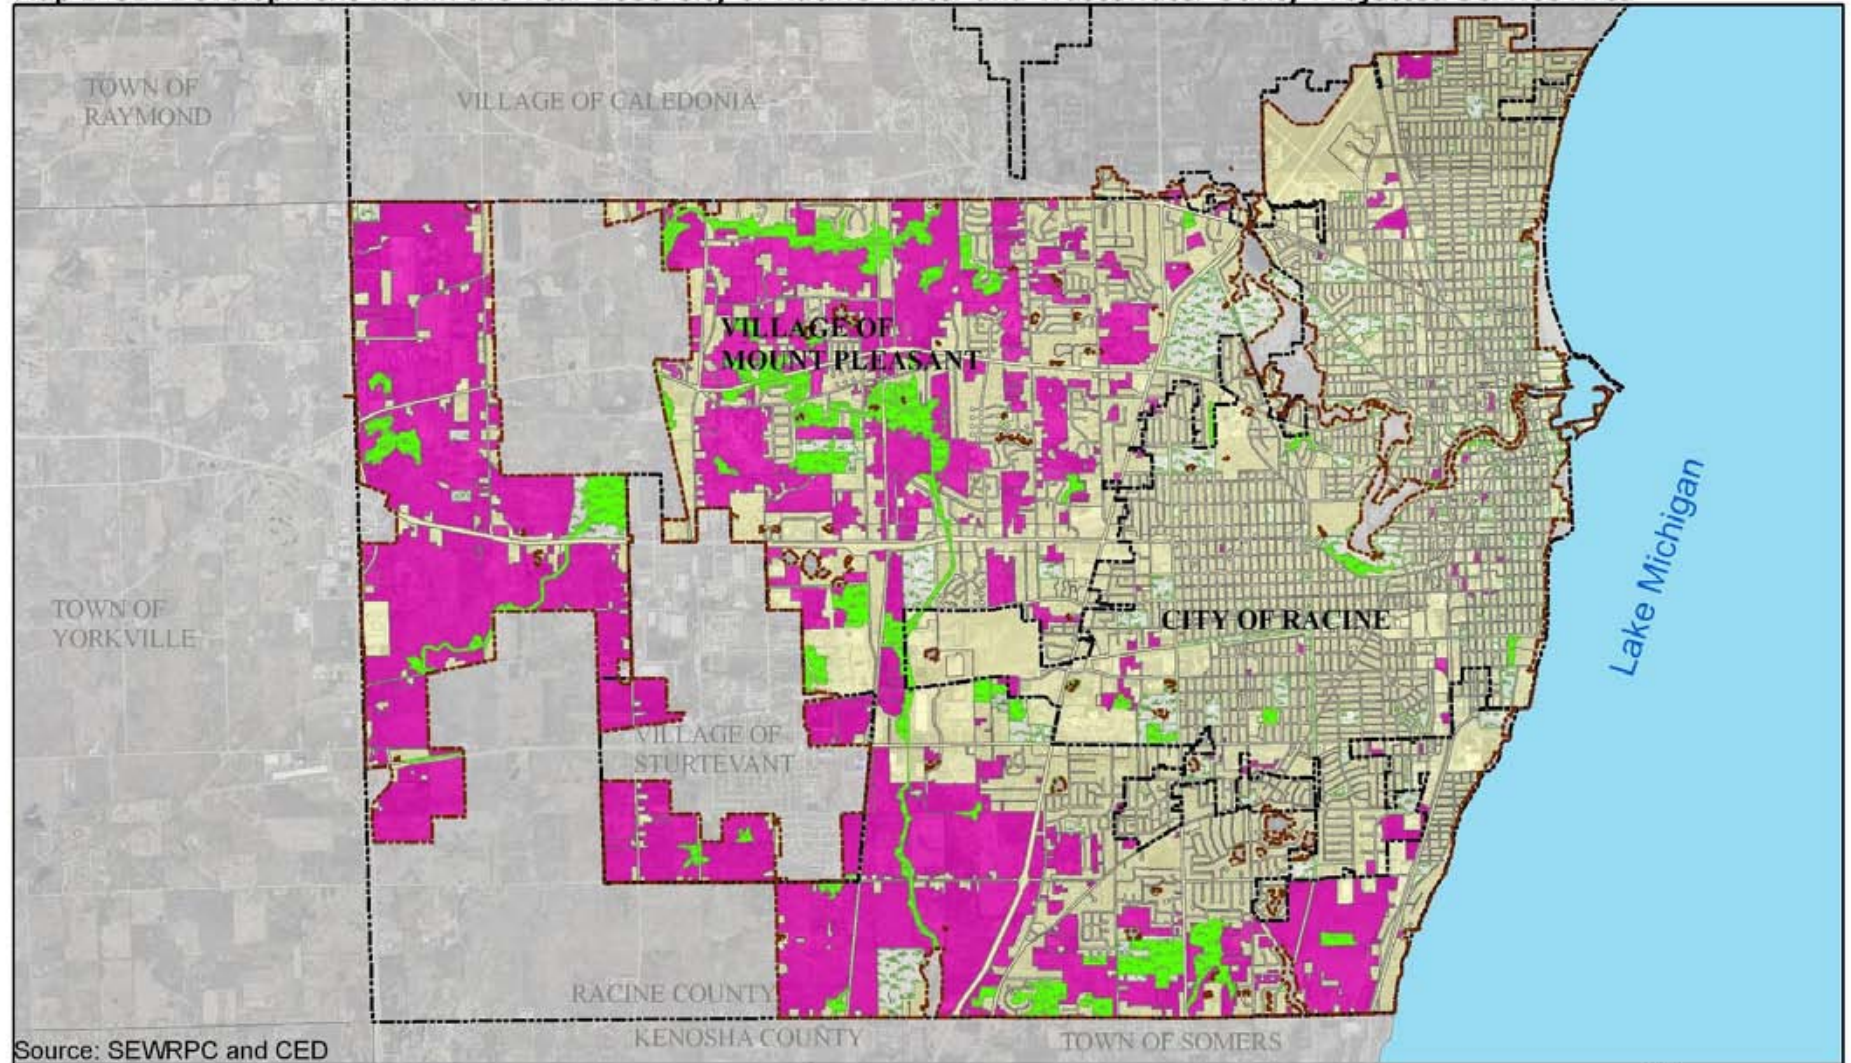 TOWN OF
RAYMOND
VILLAGE OF CALEDONIA
VILLAGE OF
MOUNT PLEASANT
Lake Michigan
TOWN OF
YORKVILLE
CITY OF RACINE
VILLAGE OF
STURTEVANT
RACINE COUNTY
KENOSHA COUNTY
TOWN OF SOMERS
Source: SEWRPC and CED